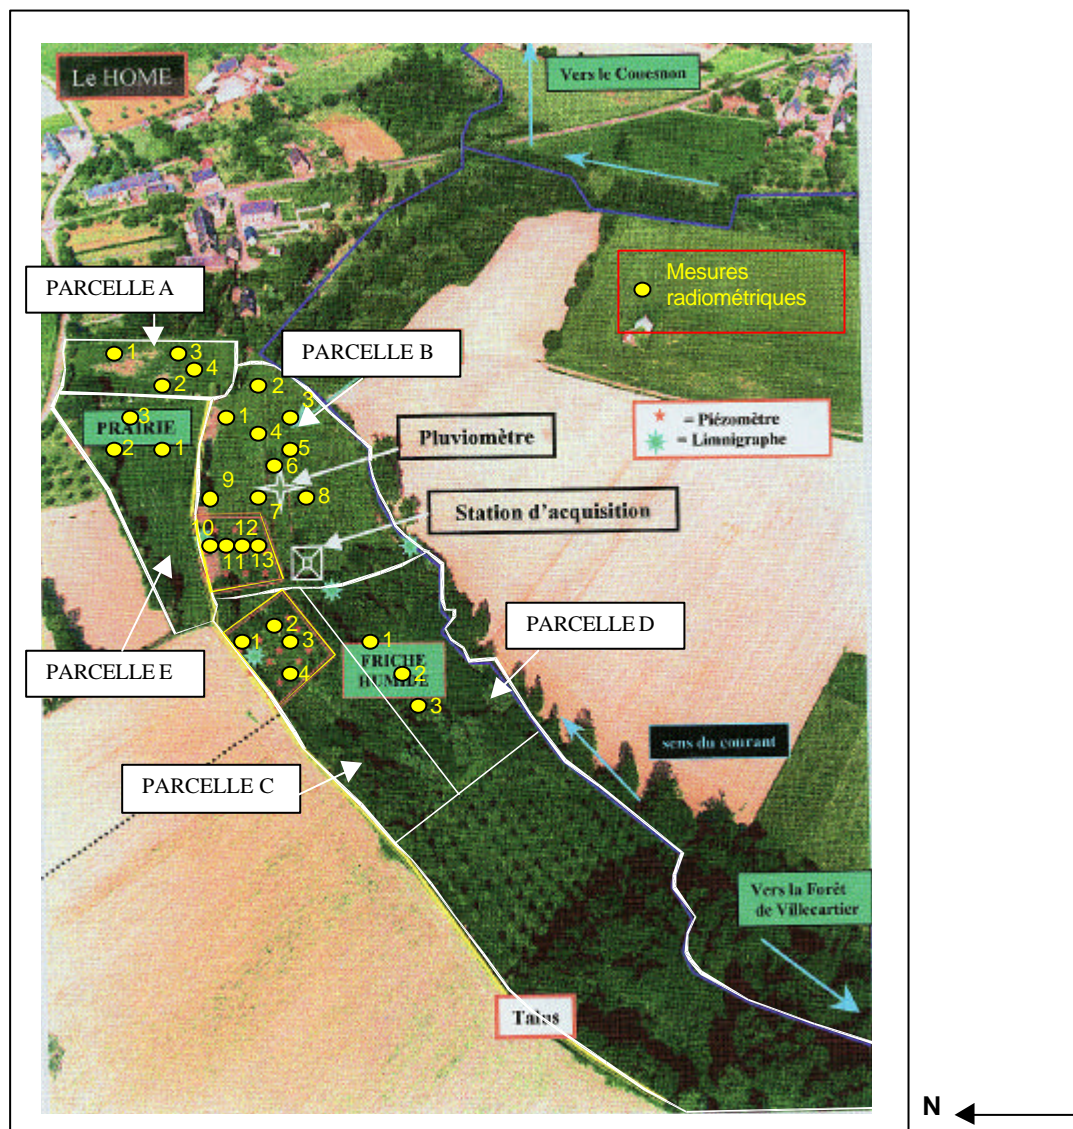 Le HOME
Vers le Couesnon
Mesures
radiométriques
PARCELLE A
PARCELLE B
1
3
4
2
2
3
PRAIRIE
2
1
1
3
4
5
6
= Piézomètre
= Limnigraphe
Pluviomètre
9
7
8
Station d'acquisition
0
12
11
13
PARCELLE D
2
1
3
4
1
FRICHE
HUMIDE
2
3
PARCELLE E
sens du courant
PARCELLE C
Vers la Forêt
de Villecartier
Talus
N